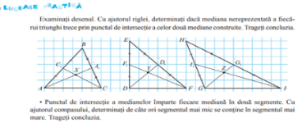 Examinați desenul. Cu ajutorul riglei, determinați dacă mediana nereprezentată a fiecă-
rui triunghi trece prin punctul de intersecție a celor două mediane construite. Trageți concluzia.
B
E
H
A
C
D
F
G
I
• Punctul de intersecție a medianelor împarte fiecare mediană în două segmente. Cu
ajutorul compasului, determinați de câte ori segmentul mai mic se conține în segmentul mai
mare. Trageți concluzia.